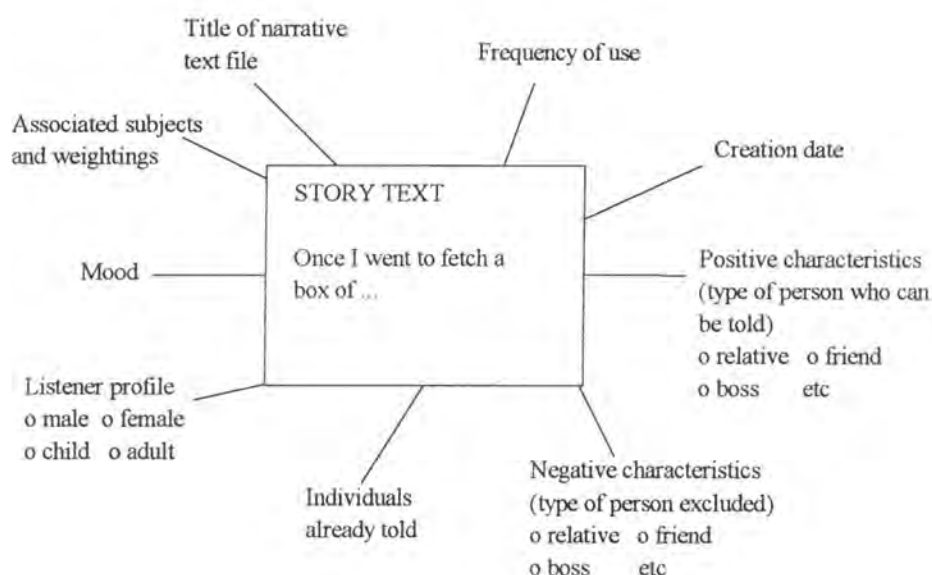 Title of narrative
text file
Frequency of use
Associated subjects
and weightings
Creation date
STORY TEXT
Once I went to fetch a
box of ...
Mood
Positive characteristics
(type of person who can
be told)
o relative o friend
o boss etc
Listener profile
o male o female
o child o adult
Individuals
already told
Negative characteristics
(type of person excluded)
o relative o friend
o boss etc